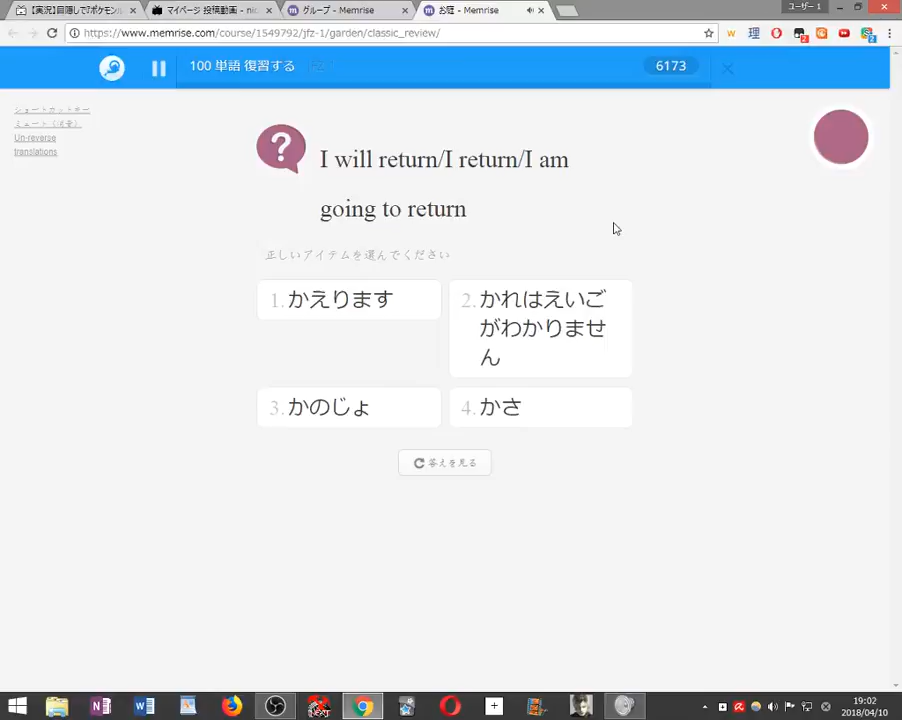 【実況】目隠しで?ポケモン
マイページ 投稿動画 - nic
グループ - Memrise
お題 - Memrise
ユーザー 1
https://www.memrise.com/course/1549792/jfz-1/garden/classic_review/
100 単語 復習する
6173
ショートカットキー
ミュート（消音）
Un-reverse
translations
?
I will return/I return/I am
going to return
正しいアイテムを選んでください
1. かえります
2. かれはえいご
がわかりませ
ん
3. かのじょ
4. かさ
答えを見る
19:02
2018/04/10